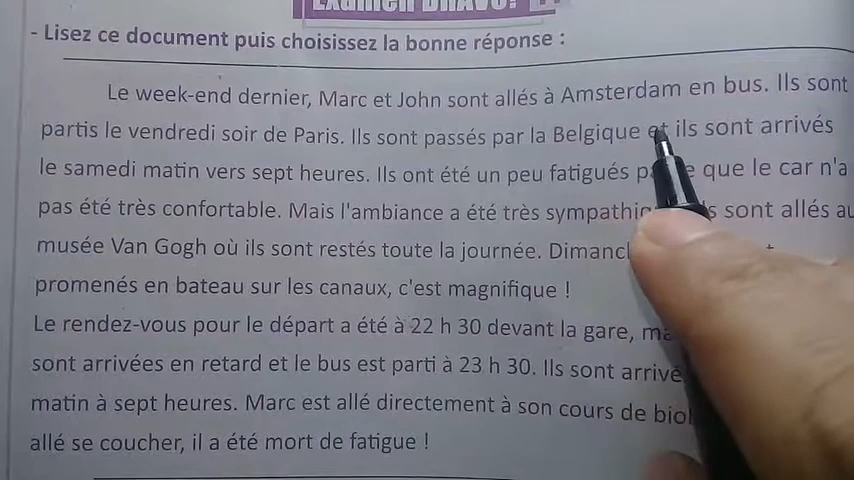 Examen BRAVO!
- Lisez ce document puis choisissez la bonne réponse :
Le week-end dernier, Marc et John sont allés à Amsterdam en bus. Ils sont
partis le vendredi soir de Paris. Ils sont passés par la Belgique et ils sont arrivés
le samedi matin vers sept heures. Ils ont été un peu fatigués que le car n'a
pas été très confortable. Mais l'ambiance a été très sont allés au
musée Van Gogh où ils sont restés toute la journée.
promenés en bateau sur les canaux, c'est magnifique !
Le rendez-vous pour le départ a été à 22 h 30 devant la gare,
sont arrivées en retard et le bus est parti à 23 h 30. Ils sont
matin à sept heures. Marc est allé directement à son cours de
allé se coucher, il a été mort de fatigue !